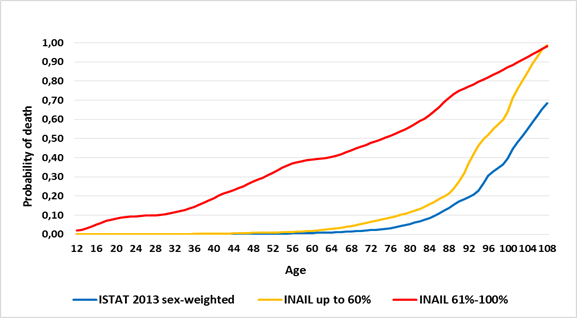 1,00
0,90
0,80
0,70
0,60
0,50
0,40
0,30
0,20
0,10
0,00
Probability of death
12 16 20 24 28 32 36 40 44 48 52 56 60 64 68 72 76 80 84 88 92 96 100 104 108
Age
ISTAT 2013 sex-weighted INAIL up to 60% INAIL 61%-100%